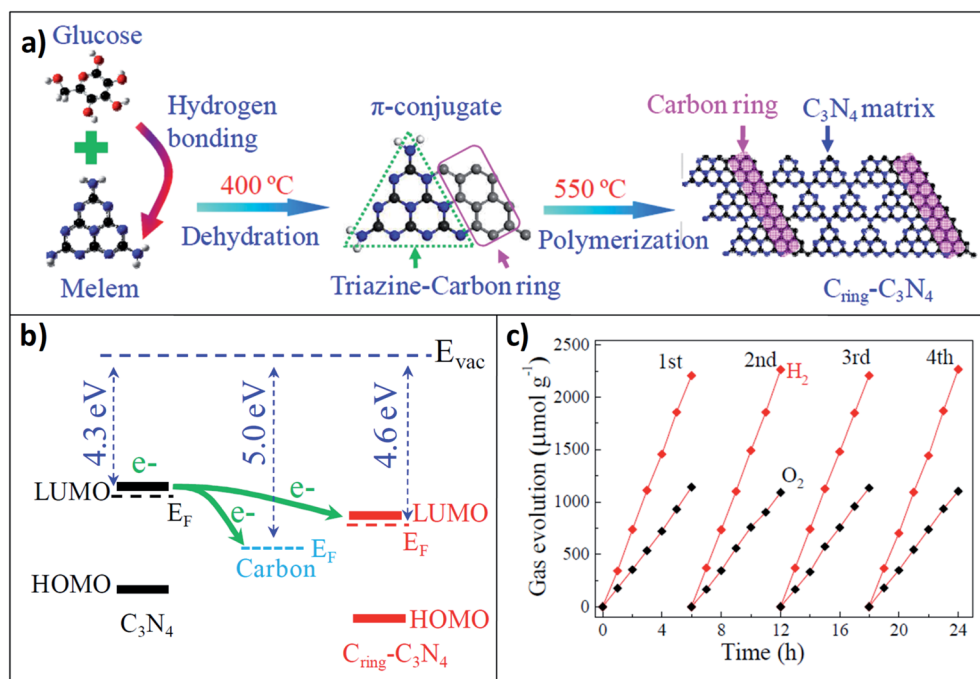 a)
Glucose
Hydrogen
bonding
Melem
400 ºC
Dehydration
π-conjugate
Triazine-Carbon ring
550 ºC
Polymerization
Carbon ring
C₃N₄ matrix
Cring-C₃N₄
b)
Evac
4.3 eV
5.0 eV
4.6 eV
e-
e-
e-
LUMO
EF
LUMO
EF
EF
Carbon
HOMO
C₃N₄
HOMO
Cring-C₃N₄
c)
2500
2000
1500
1000
500
0
Gas evolution (μmol g⁻¹)
1st
2nd
3rd
4th
H₂
O₂
0
4
8
12
16
20
24
Time (h)